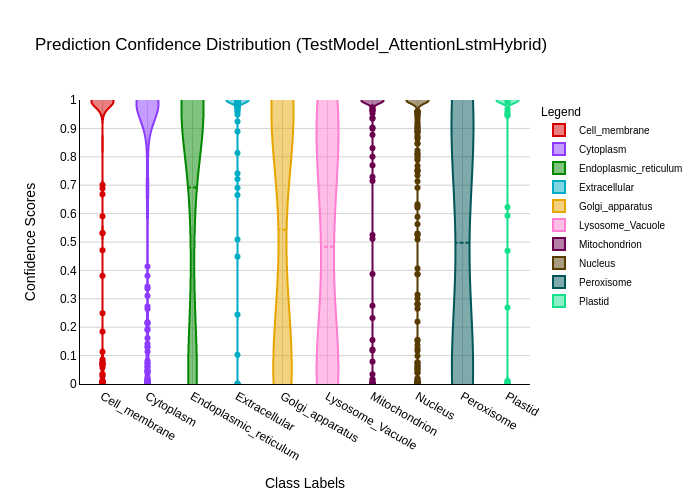 Prediction Confidence Distribution (TestModel_AttentionLstmHybrid)
Confidence Scores
1
0.9
0.8
0.7
0.6
0.5
0.4
0.3
0.2
0.1
0
Cell_membrane
Cytoplasm
Endoplasmic_reticulum
Extracellular
Golgi_apparatus
Lysosome_Vacuole
Mitochondrion
Nucleus
Peroxisome
Plastid
Class Labels
Legend
Cell_membrane
Cytoplasm
Endoplasmic_reticulum
Extracellular
Golgi_apparatus
Lysosome_Vacuole
Mitochondrion
Nucleus
Peroxisome
Plastid